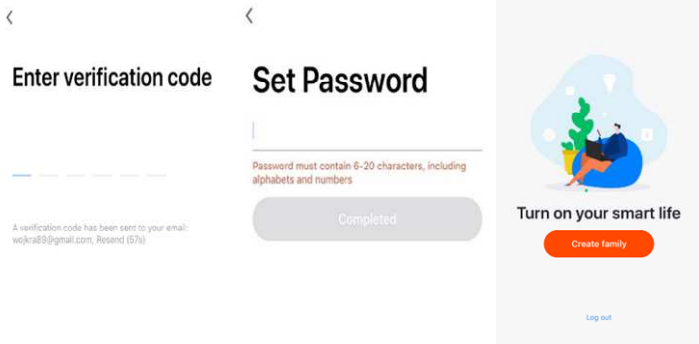 Enter verification code
A verification code has been sent to your email:
wojkra89@gmail.com, Resend (57s)
Set Password
Password must contain 6-20 characters, including
alphabets and numbers
Completed
Turn on your smart life
Create family
Log out